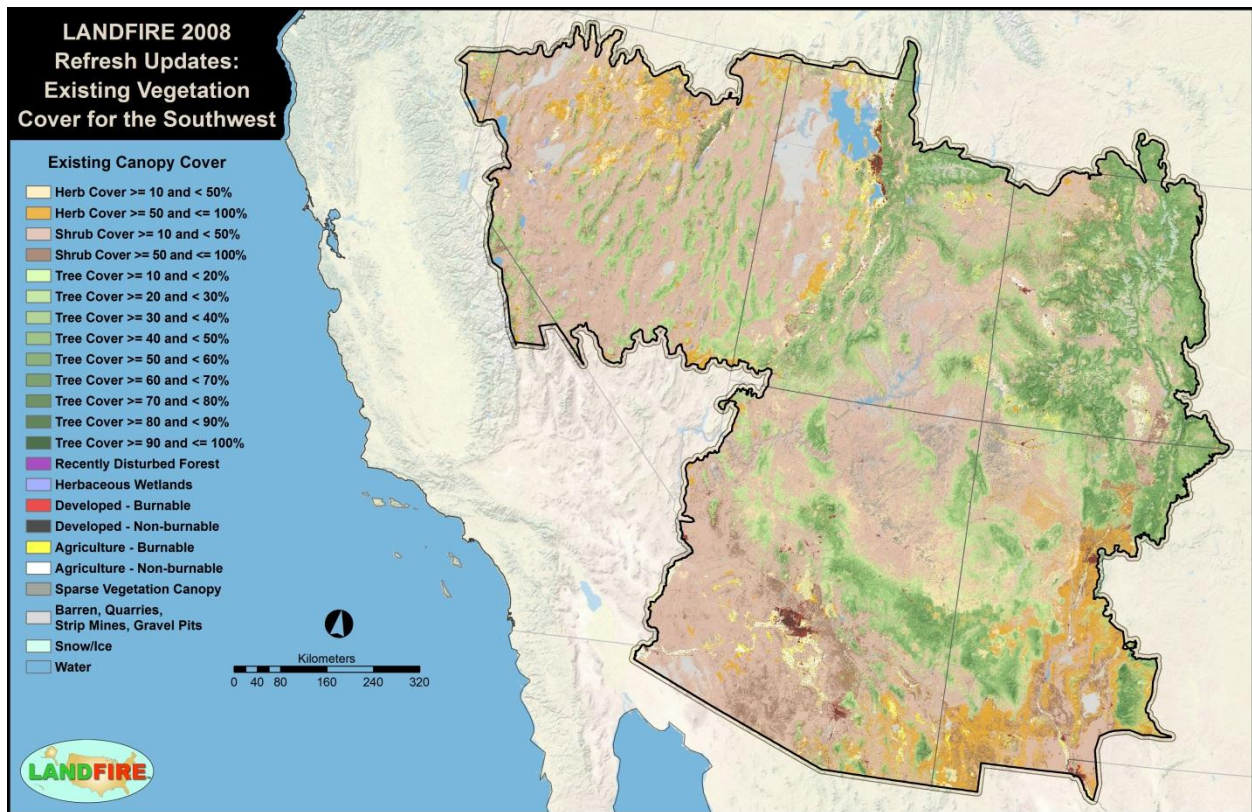 LANDFIRE 2008
Refresh Updates:
Existing Vegetation
Cover for the Southwest
Existing Canopy Cover
Herb Cover >= 10 and < 50%
Herb Cover >= 50 and <= 100%
Shrub Cover >= 10 and < 50%
Shrub Cover >= 50 and <= 100%
Tree Cover >= 10 and < 20%
Tree Cover >= 20 and < 30%
Tree Cover >= 30 and < 40%
Tree Cover >= 40 and < 50%
Tree Cover >= 50 and < 60%
Tree Cover >= 60 and < 70%
Tree Cover >= 70 and < 80%
Tree Cover >= 80 and < 90%
Tree Cover >= 90 and <= 100%
Recently Disturbed Forest
Herbaceous Wetlands
Developed - Burnable
Developed - Non-burnable
Agriculture - Burnable
Agriculture - Non-burnable
Sparse Vegetation Canopy
Barren, Quarries,
Strip Mines, Gravel Pits
Snow/Ice
Water
Kilometers
0 40 80 160 240 320
LANDFIRE